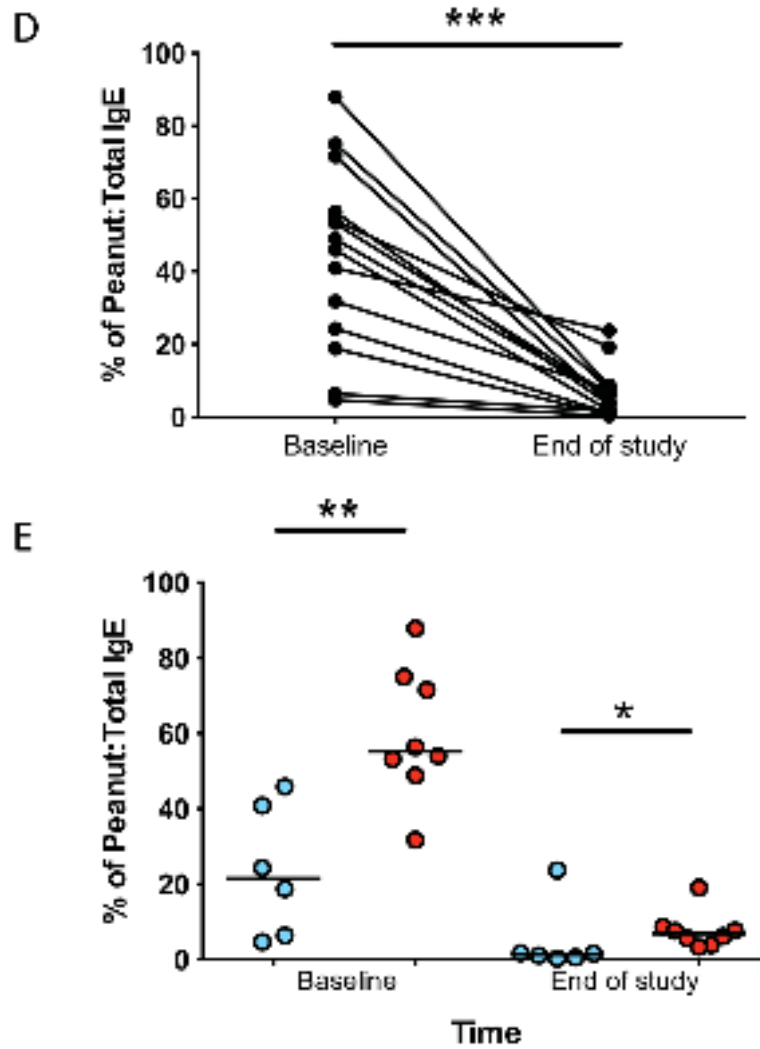 D
***
100
80
60
40
20
0
% of Peanut:Total IgE
Baseline
End of study
E
**
*
100
80
60
40
20
0
% of Peanut:Total IgE
Baseline
End of study
Time